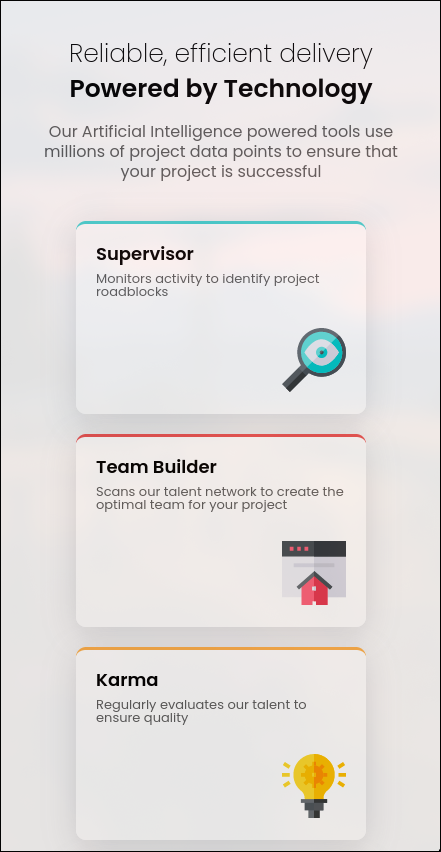 Reliable, efficient delivery
Powered by Technology
Our Artificial Intelligence powered tools use
millions of project data points to ensure that
your project is successful
Supervisor
Monitors activity to identify project
roadblocks
Team Builder
Scans our talent network to create the
optimal team for your project
Karma
Regularly evaluates our talent to
ensure quality